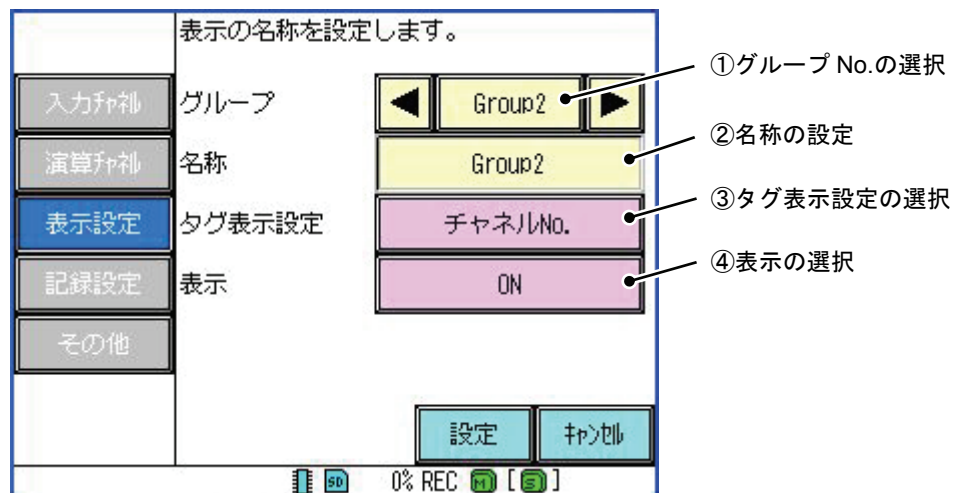 表示の名称を設定します。
①グループ No.の選択
入力ﾁｬﾈﾙ グループ ◀ Group2 ▶
②名称の設定
演算ﾁｬﾈﾙ 名称 Group2
③タグ表示設定の選択
表示設定 タグ表示設定 チャネルNo.
④表示の選択
記録設定 表示 ON
その他
設定 ｷｬﾝｾﾙ
SD 0% REC M [S]